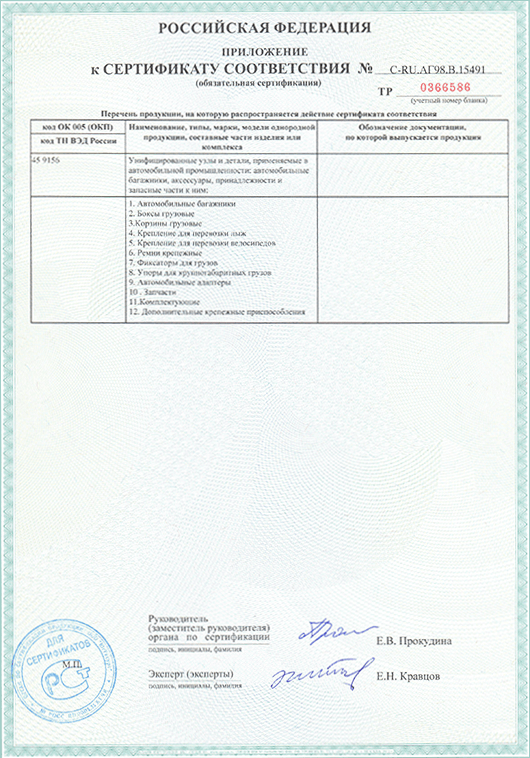 РОССИЙСКАЯ ФЕДЕРАЦИЯ
ПРИЛОЖЕНИЕ
к СЕРТИФИКАТУ СООТВЕТСТВИЯ № C-RU.АГ98.В.15491
(обязательная сертификация)
ТР 0366586
(учетный номер бланка)
Перечень продукции, на которую распространяется действие сертификата соответствия
код ОК 005 (ОКП)
код ТН ВЭД России
Наименование, типы, марки, модели однородной
продукции, составные части изделия или
комплекса
Обозначение документации,
по которой выпускается продукция
45 9156
Унифицированные узлы и детали, применяемые в
автомобильной промышленности: автомобильные
багажники, аксессуары, принадлежности и
запасные части к ним:
1. Автомобильные багажники
2. Боксы грузовые
3.Корзины грузовые
4. Крепление для перевозки лыж
5. Крепление для перевозки велосипедов
6. Ремни крепежные
7. Фиксаторы для грузов
8. Упоры для крупногабаритных грузов
9. Автомобильные адаптеры
10 . Запчасти
11.Комплектующие
12. Дополнительные крепежные приспособления
Руководитель
(заместитель руководителя)
органа по сертификации
подпись, инициалы, фамилия
Е.В. Прокудина
Эксперт (эксперты)
подпись, инициалы, фамилия
Е.Н. Кравцов
М.П.
ДЛЯ
СЕРТИФИКАТОВ